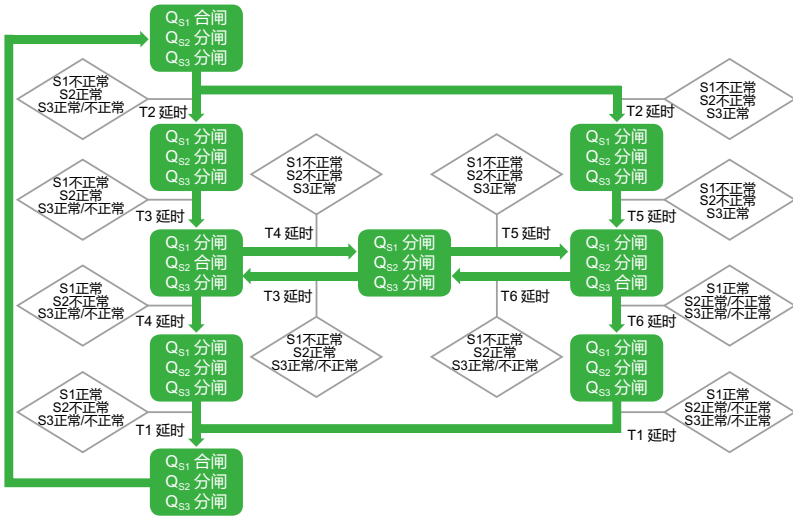 QS1 合闸
QS2 分闸
QS3 分闸
S1不正常
S2正常
S3正常/不正常
T2 延时
S1不正常
S2不正常
S3正常
T2 延时
QS1 分闸
QS2 分闸
QS3 分闸
QS1 分闸
QS2 分闸
QS3 分闸
S1不正常
S2正常
S3正常/不正常
T3 延时
S1不正常
S2不正常
S3正常
S1不正常
S2不正常
S3正常
S1不正常
S2不正常
S3正常
T5 延时
QS1 分闸
QS2 合闸
QS3 分闸
T4 延时
T3 延时
QS1 分闸
QS2 分闸
QS3 分闸
T5 延时
T6 延时
QS1 分闸
QS2 分闸
QS3 合闸
S1正常
S2不正常
S3正常/不正常
T4 延时
S1不正常
S2正常
S3正常/不正常
S1不正常
S2正常
S3正常/不正常
S1正常
S2正常/不正常
S3正常/不正常
T6 延时
QS1 分闸
QS2 分闸
QS3 分闸
QS1 分闸
QS2 分闸
QS3 分闸
S1正常
S2不正常
S3正常/不正常
T1 延时
S1正常
S2正常/不正常
S3正常/不正常
T1 延时
QS1 合闸
QS2 分闸
QS3 分闸